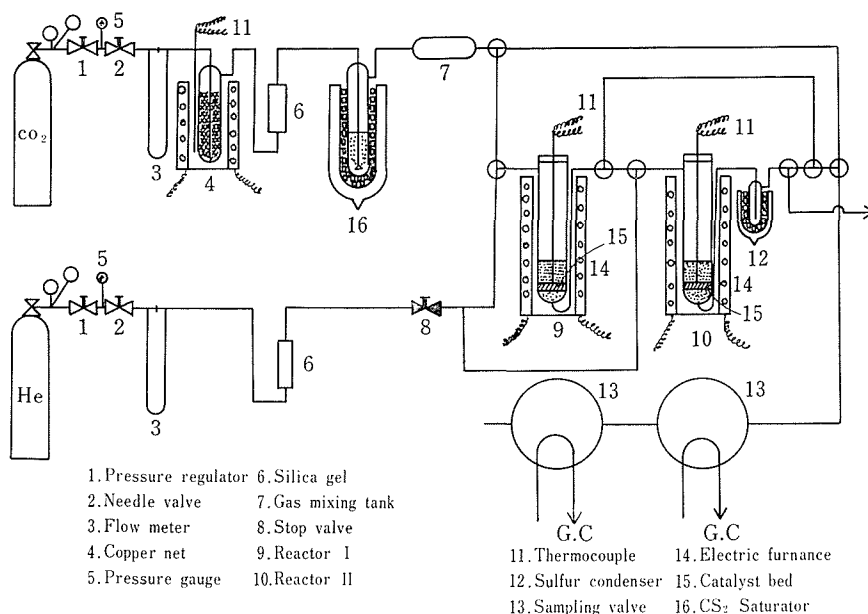 5
11
1
2
co₂
3
4
6
16
7
11
11
15
14
9
12
14
15
10
5
1
2
He
3
6
8
13
13
G.C
G.C
1.Pressure regulator
2.Needle valve
3.Flow meter
4.Copper net
5.Pressure gauge
6.Silica gel
7.Gas mixing tank
8.Stop valve
9.Reactor I
10.Reactor II
11.Thermocouple
12.Sulfur condenser
13.Sampling valve
14.Electric furnance
15.Catalyst bed
16.CS₂ Saturator